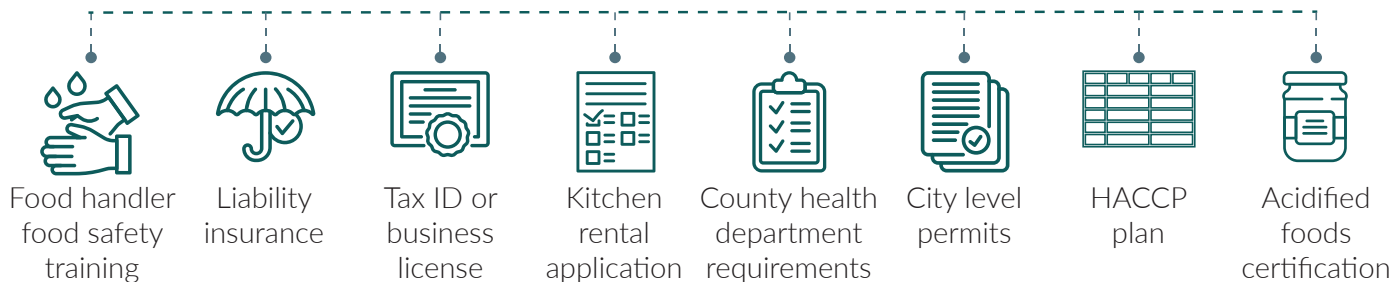 Food handler
food safety
training
Liability
insurance
Tax ID or
business
license
Kitchen
rental
application
County health
department
requirements
City level
permits
HACCP
plan
Acidified
foods
certification